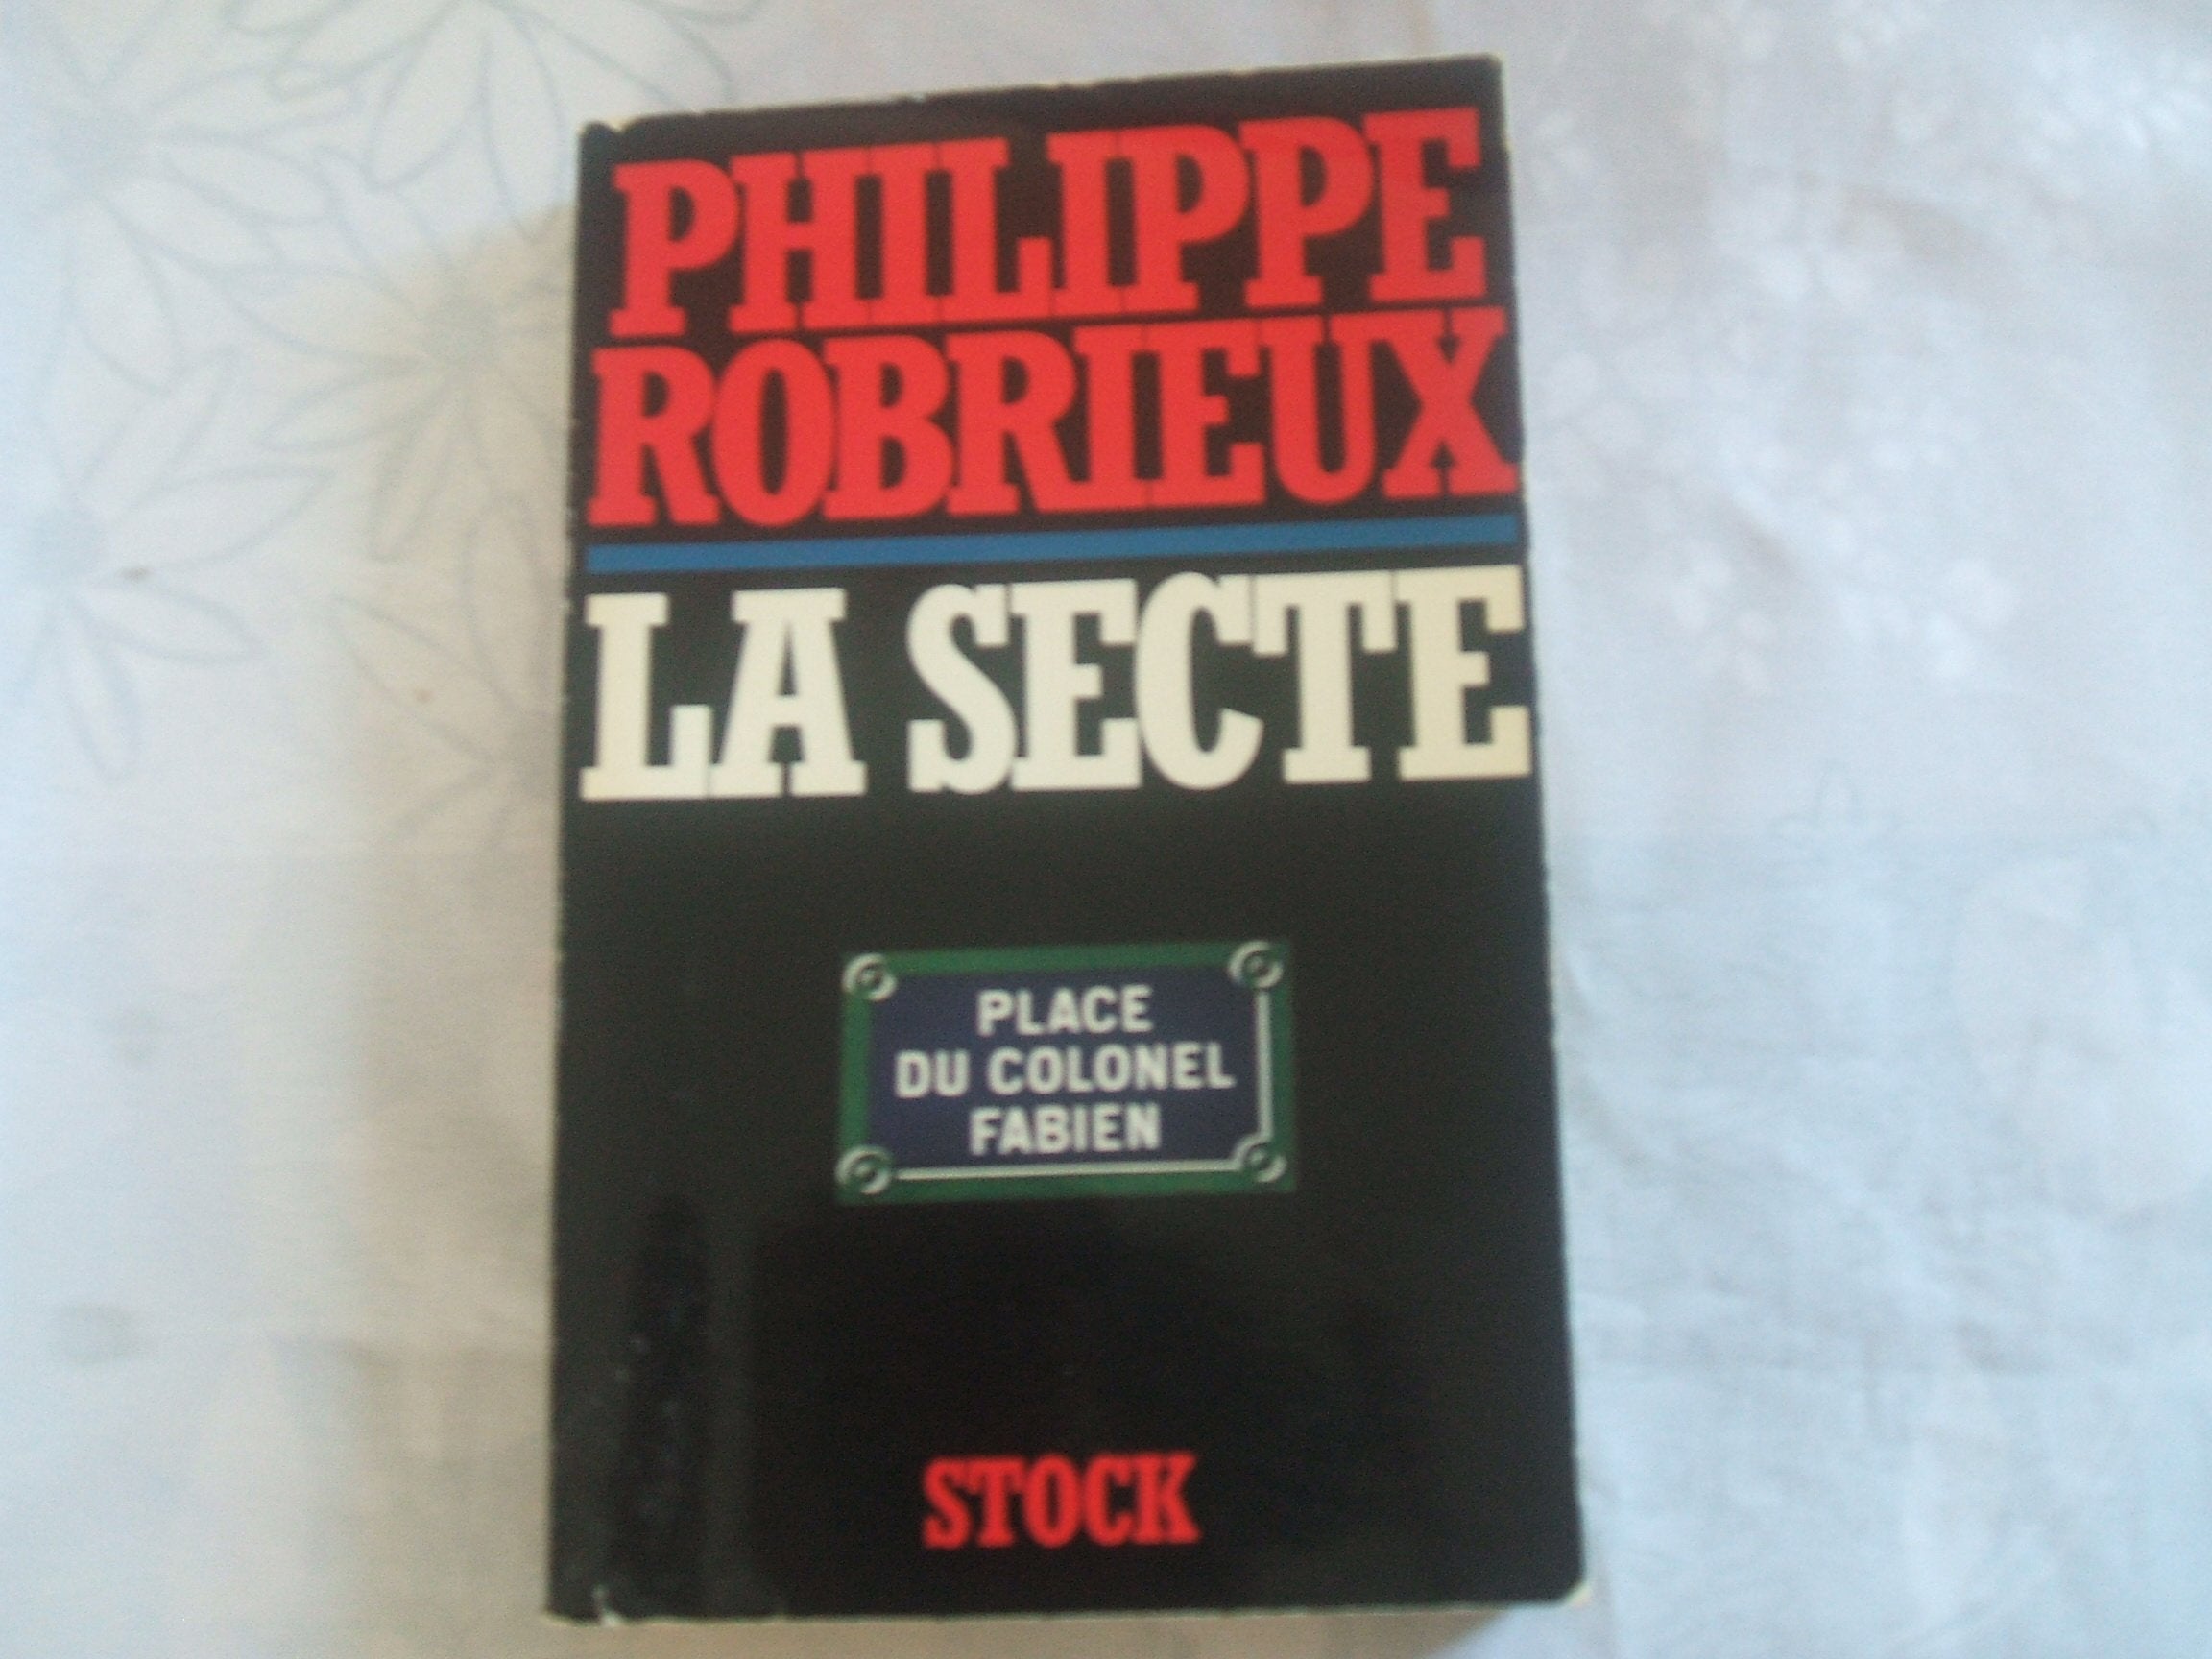 PHILIPPE
ROBRIEUX
LA SECTE
PLACE
DU COLONEL
FABIEN
STOCK